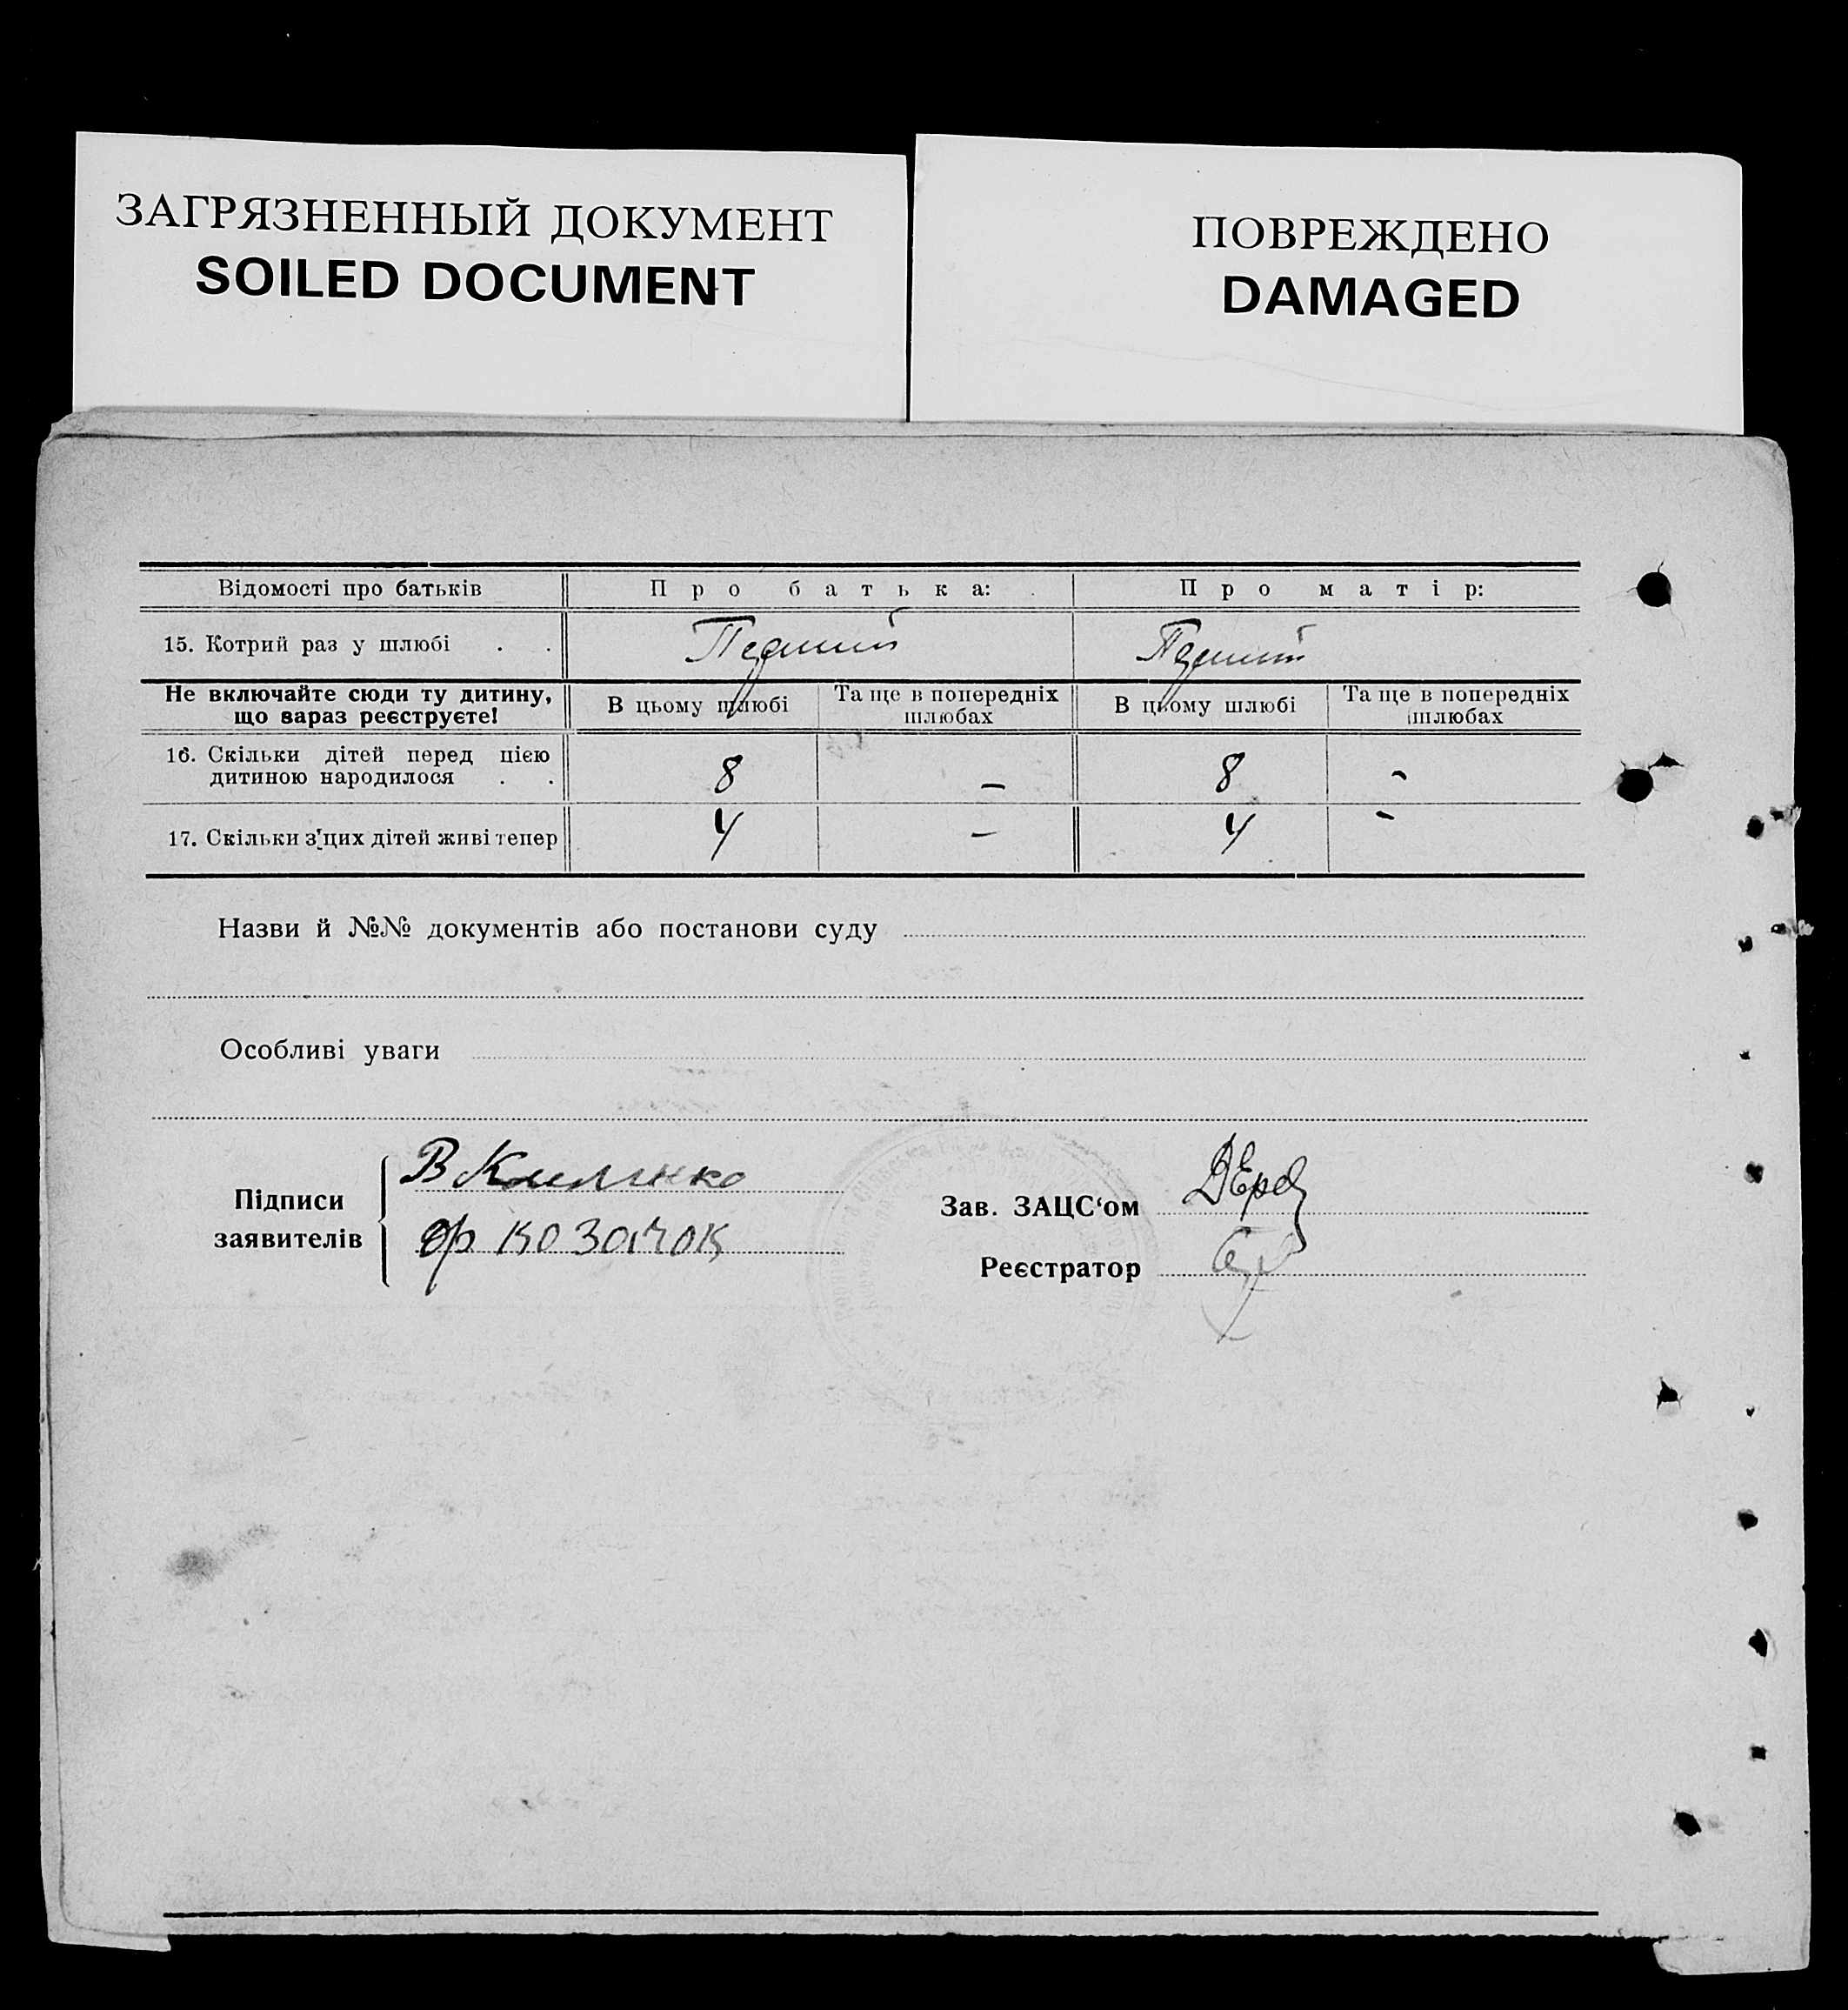 ЗАГРЯЗНЕННЫЙ ДОКУМЕНТ
SOILED DOCUMENT
ПОВРЕЖДЕНО
DAMAGED
Відомості про батьків Про батька: Про матір:
15. Котрий раз у шлюбі . . Перший Перший
Не включайте сюди ту дитину, що вараз реєструєте! В цьому шлюбі Та ще в попередніх шлюбах В цьому шлюбі Та ще в попередніх шлюбах
16. Скільки дітей перед цією дитиною народилося . . 8 – 8 –
17. Скільки з цих дітей живі тепер 4 – 4 –
Назви й №№ документів або постанови суду
Особливі уваги
Підписи заявителів
В
ф козачок
Зав. ЗАЦС‘ом
Реєстратор